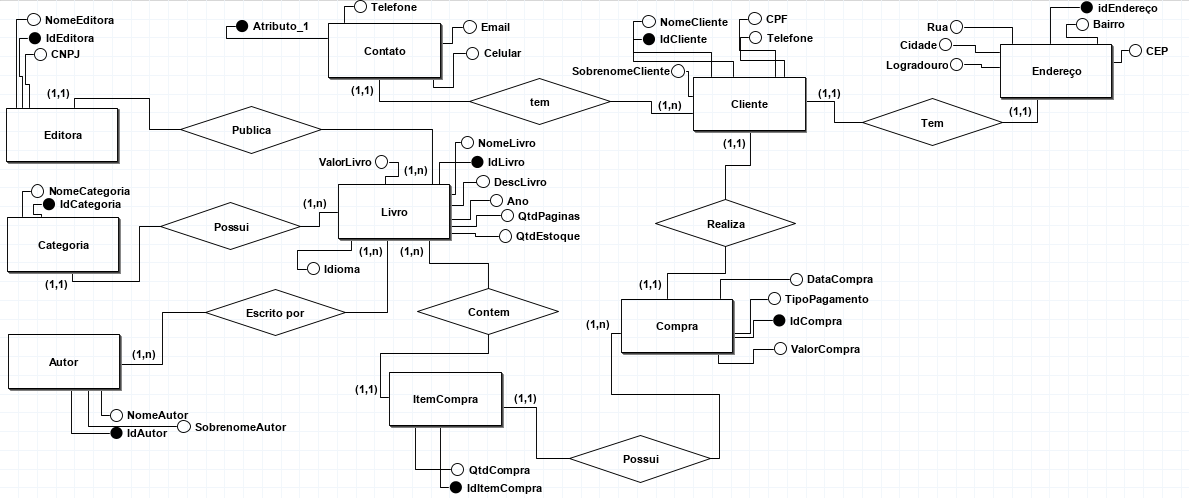 NomeEditora
IdEditora
CNPJ
(1,1)
Editora
Atributo_1
Telefone
Contato
Email
Celular
(1,1)
Publica
tem
NomeCliente
IdCliente
SobrenomeCliente
CPF
Telefone
(1,n)
Cliente
(1,1)
(1,1)
Tem
Rua
Cidade
Logradouro
idEndereço
Bairro
CEP
Endereço
(1,1)
ValorLivro
(1,n)
NomeLivro
IdLivro
DescLivro
Ano
QtdPaginas
QtdEstoque
Livro
(1,n)
Idioma
(1,n)
(1,n)
NomeCategoria
IdCategoria
Categoria
(1,1)
Possui
Realiza
Escrito por
Contem
(1,1)
DataCompra
TipoPagamento
IdCompra
ValorCompra
Compra
(1,n)
Autor
(1,n)
NomeAutor
SobrenomeAutor
IdAutor
(1,1)
ItemCompra
(1,1)
QtdCompra
IdItemCompra
Possui